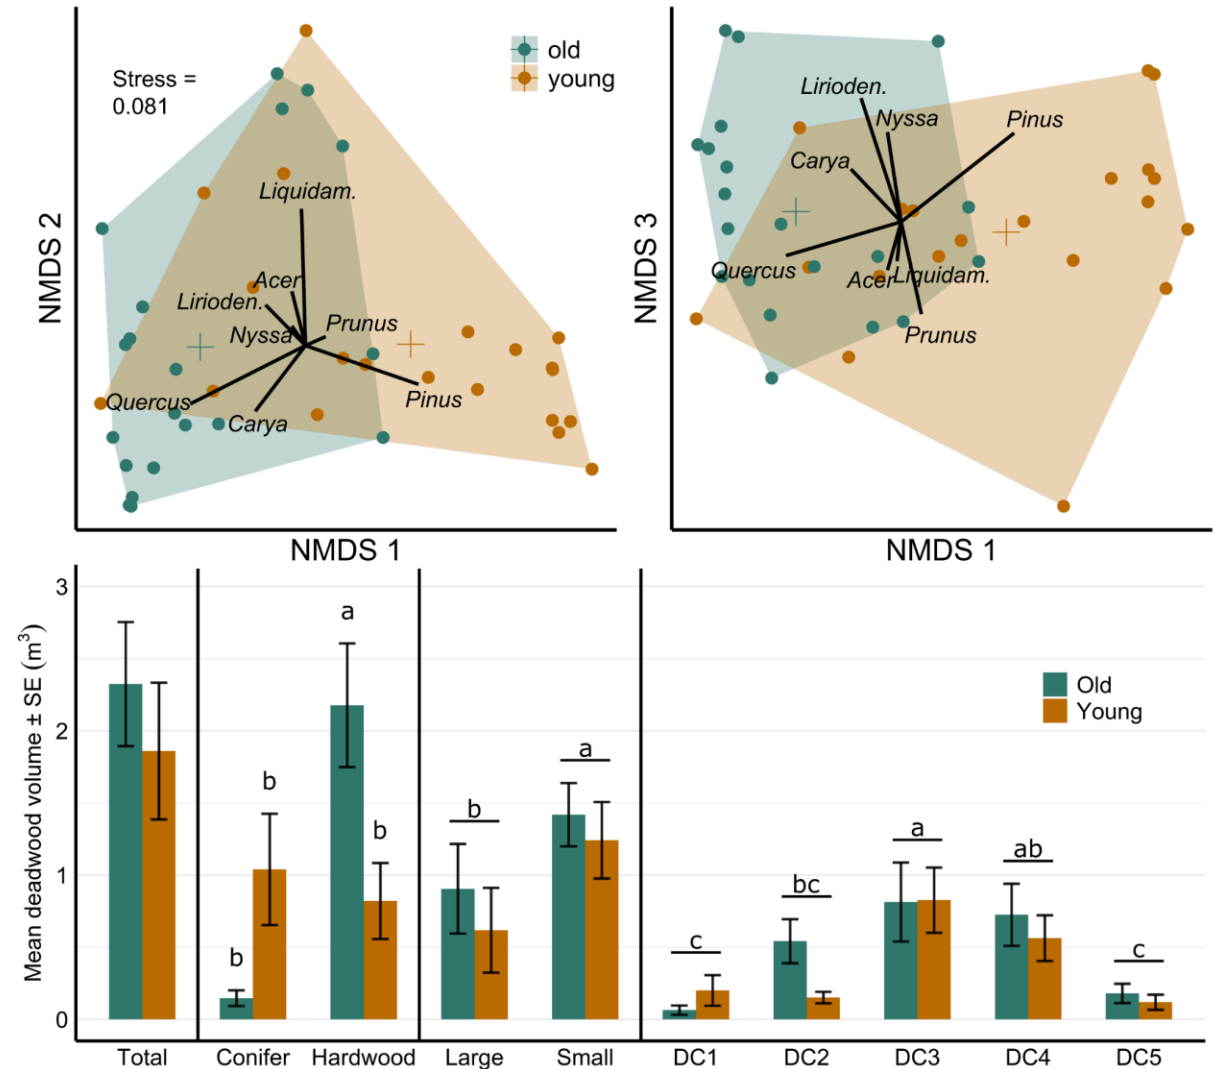 Stress =
0.081
old
young
Liquidam.
Acer
Lirioden.
Nyssa
Prunus
Quercus
Carya
Pinus
NMDS 2
NMDS 1
Lirioden.
Nyssa
Pinus
Carya
Quercus
Acer
Liquidam.
Prunus
NMDS 3
NMDS 1
Mean deadwood volume ± SE (m³)
3
2
1
0
a
b
b
b
b
a
c
bc
a
ab
c
Old
Young
Total
Conifer
Hardwood
Large
Small
DC1
DC2
DC3
DC4
DC5